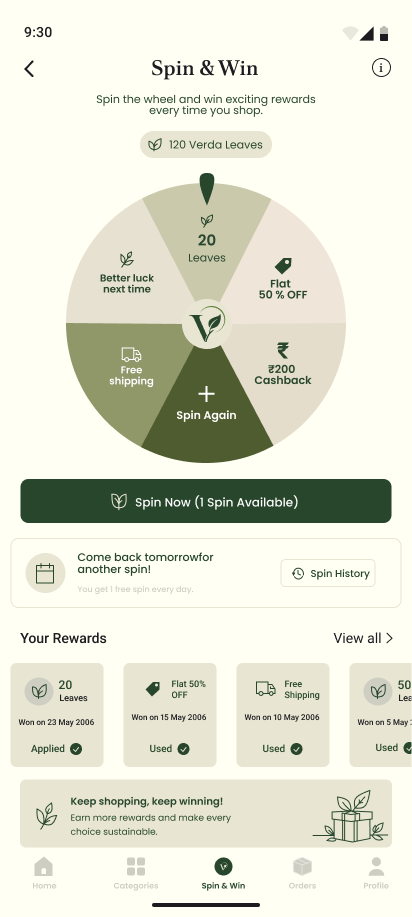 9:30
Spin & Win
Spin the wheel and win exciting rewards
every time you shop.
120 Verda Leaves
20
Leaves
Better luck
next time
Flat
50 % OFF
Free
shipping
₹
₹200
Cashback
Spin Again
Spin Now (1 Spin Available)
Come back tomorrowfor
another spin!
You get 1 free spin every day.
Spin History
Your Rewards
View all
20
Leaves
Won on 23 May 2006
Applied
Flat 50%
OFF
Won on 15 May 2006
Used
Free
Shipping
Won on 10 May 2006
Used
50
Lea
Won on 5 May
Used
Keep shopping, keep winning!
Earn more rewards and make every
choice sustainable.
Home
Categories
Spin & Win
Orders
Profile